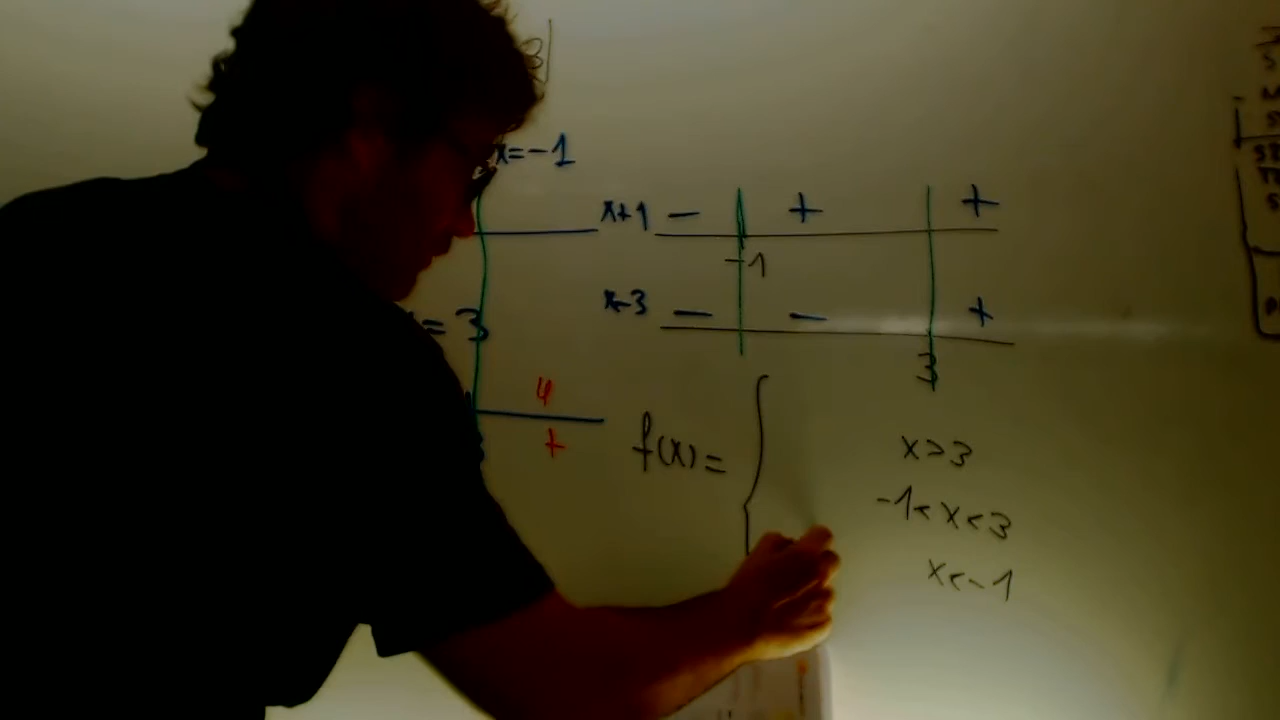 x=-1
x+1 - + +
-1
= 3
x-3 - - +
3
4
+
f(x)= {
x>3
-1<x<3
x<-1